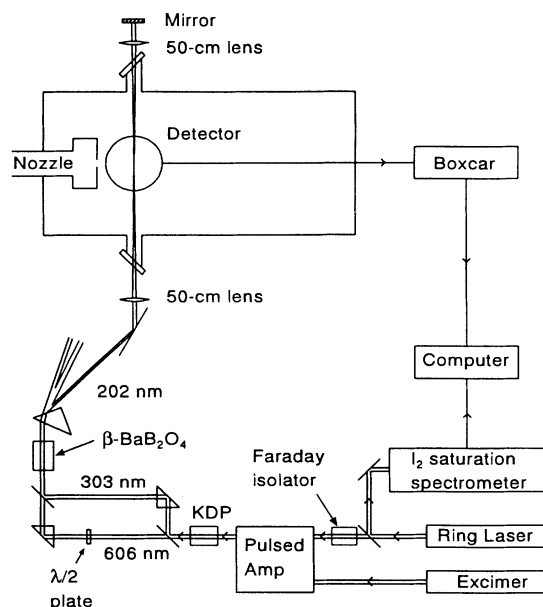 Mirror
50-cm lens
Detector
Nozzle
Boxcar
50-cm lens
Computer
202 nm
β-BaB₂O₄
Faraday
isolator
I₂ saturation
spectrometer
303 nm
KDP
Pulsed
Amp
Ring Laser
606 nm
Excimer
λ/2
plate